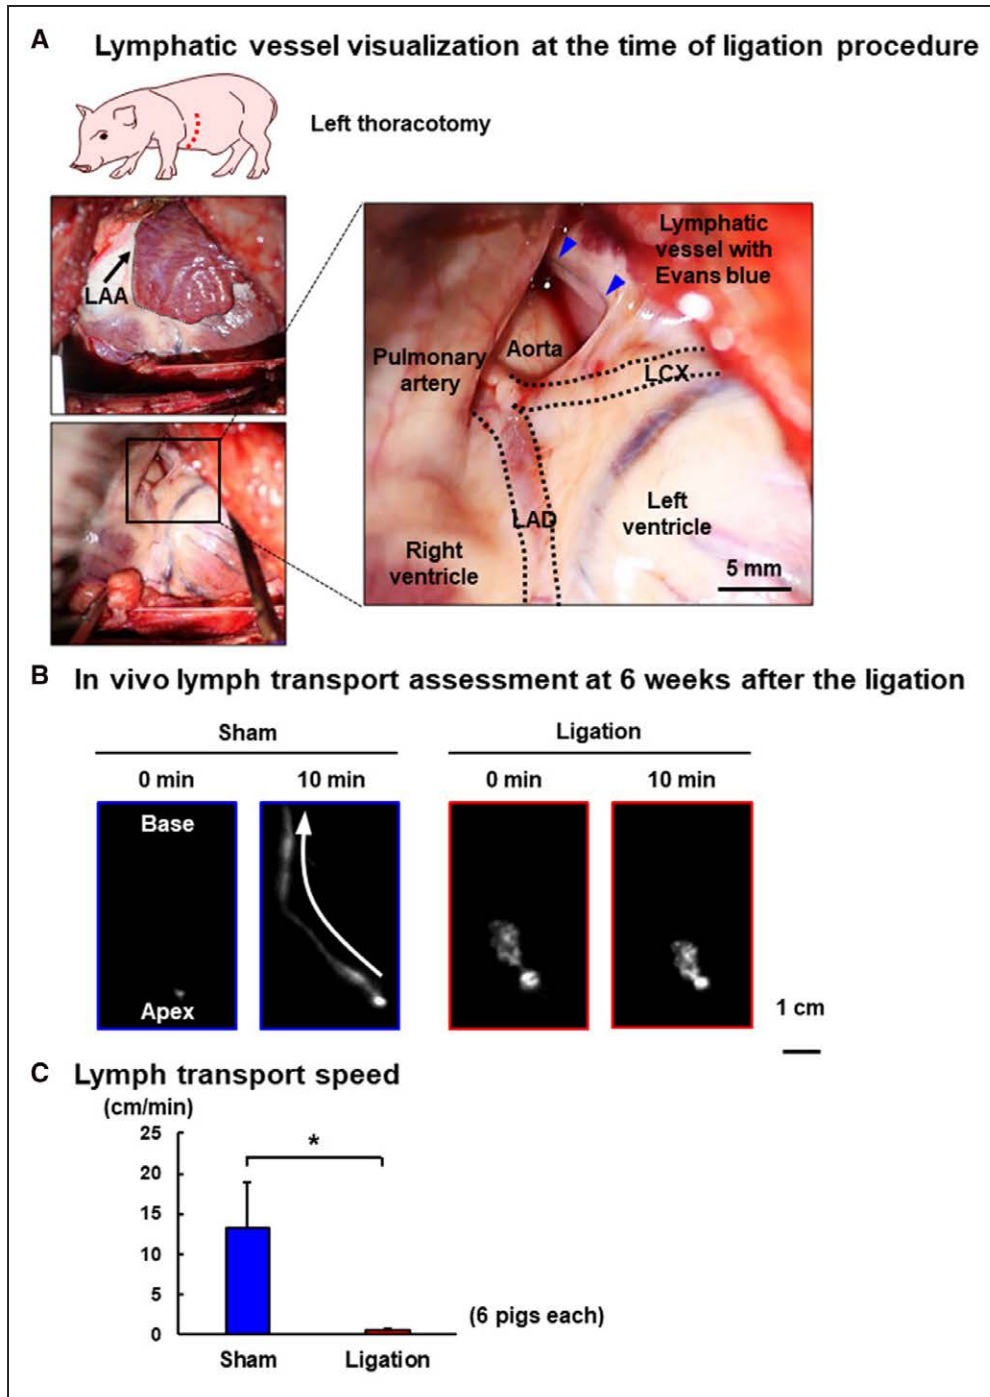 A Lymphatic vessel visualization at the time of ligation procedure
Left thoracotomy
LAA
Lymphatic
vessel with
Evans blue
Pulmonary
artery
Aorta
LCX
LAD
Left
ventricle
Right
ventricle
5 mm
B In vivo lymph transport assessment at 6 weeks after the ligation
Sham
Ligation
0 min
10 min
0 min
10 min
Base
Apex
1 cm
C Lymph transport speed
(cm/min)
25
20
15
10
5
0
*
(6 pigs each)
Sham
Ligation